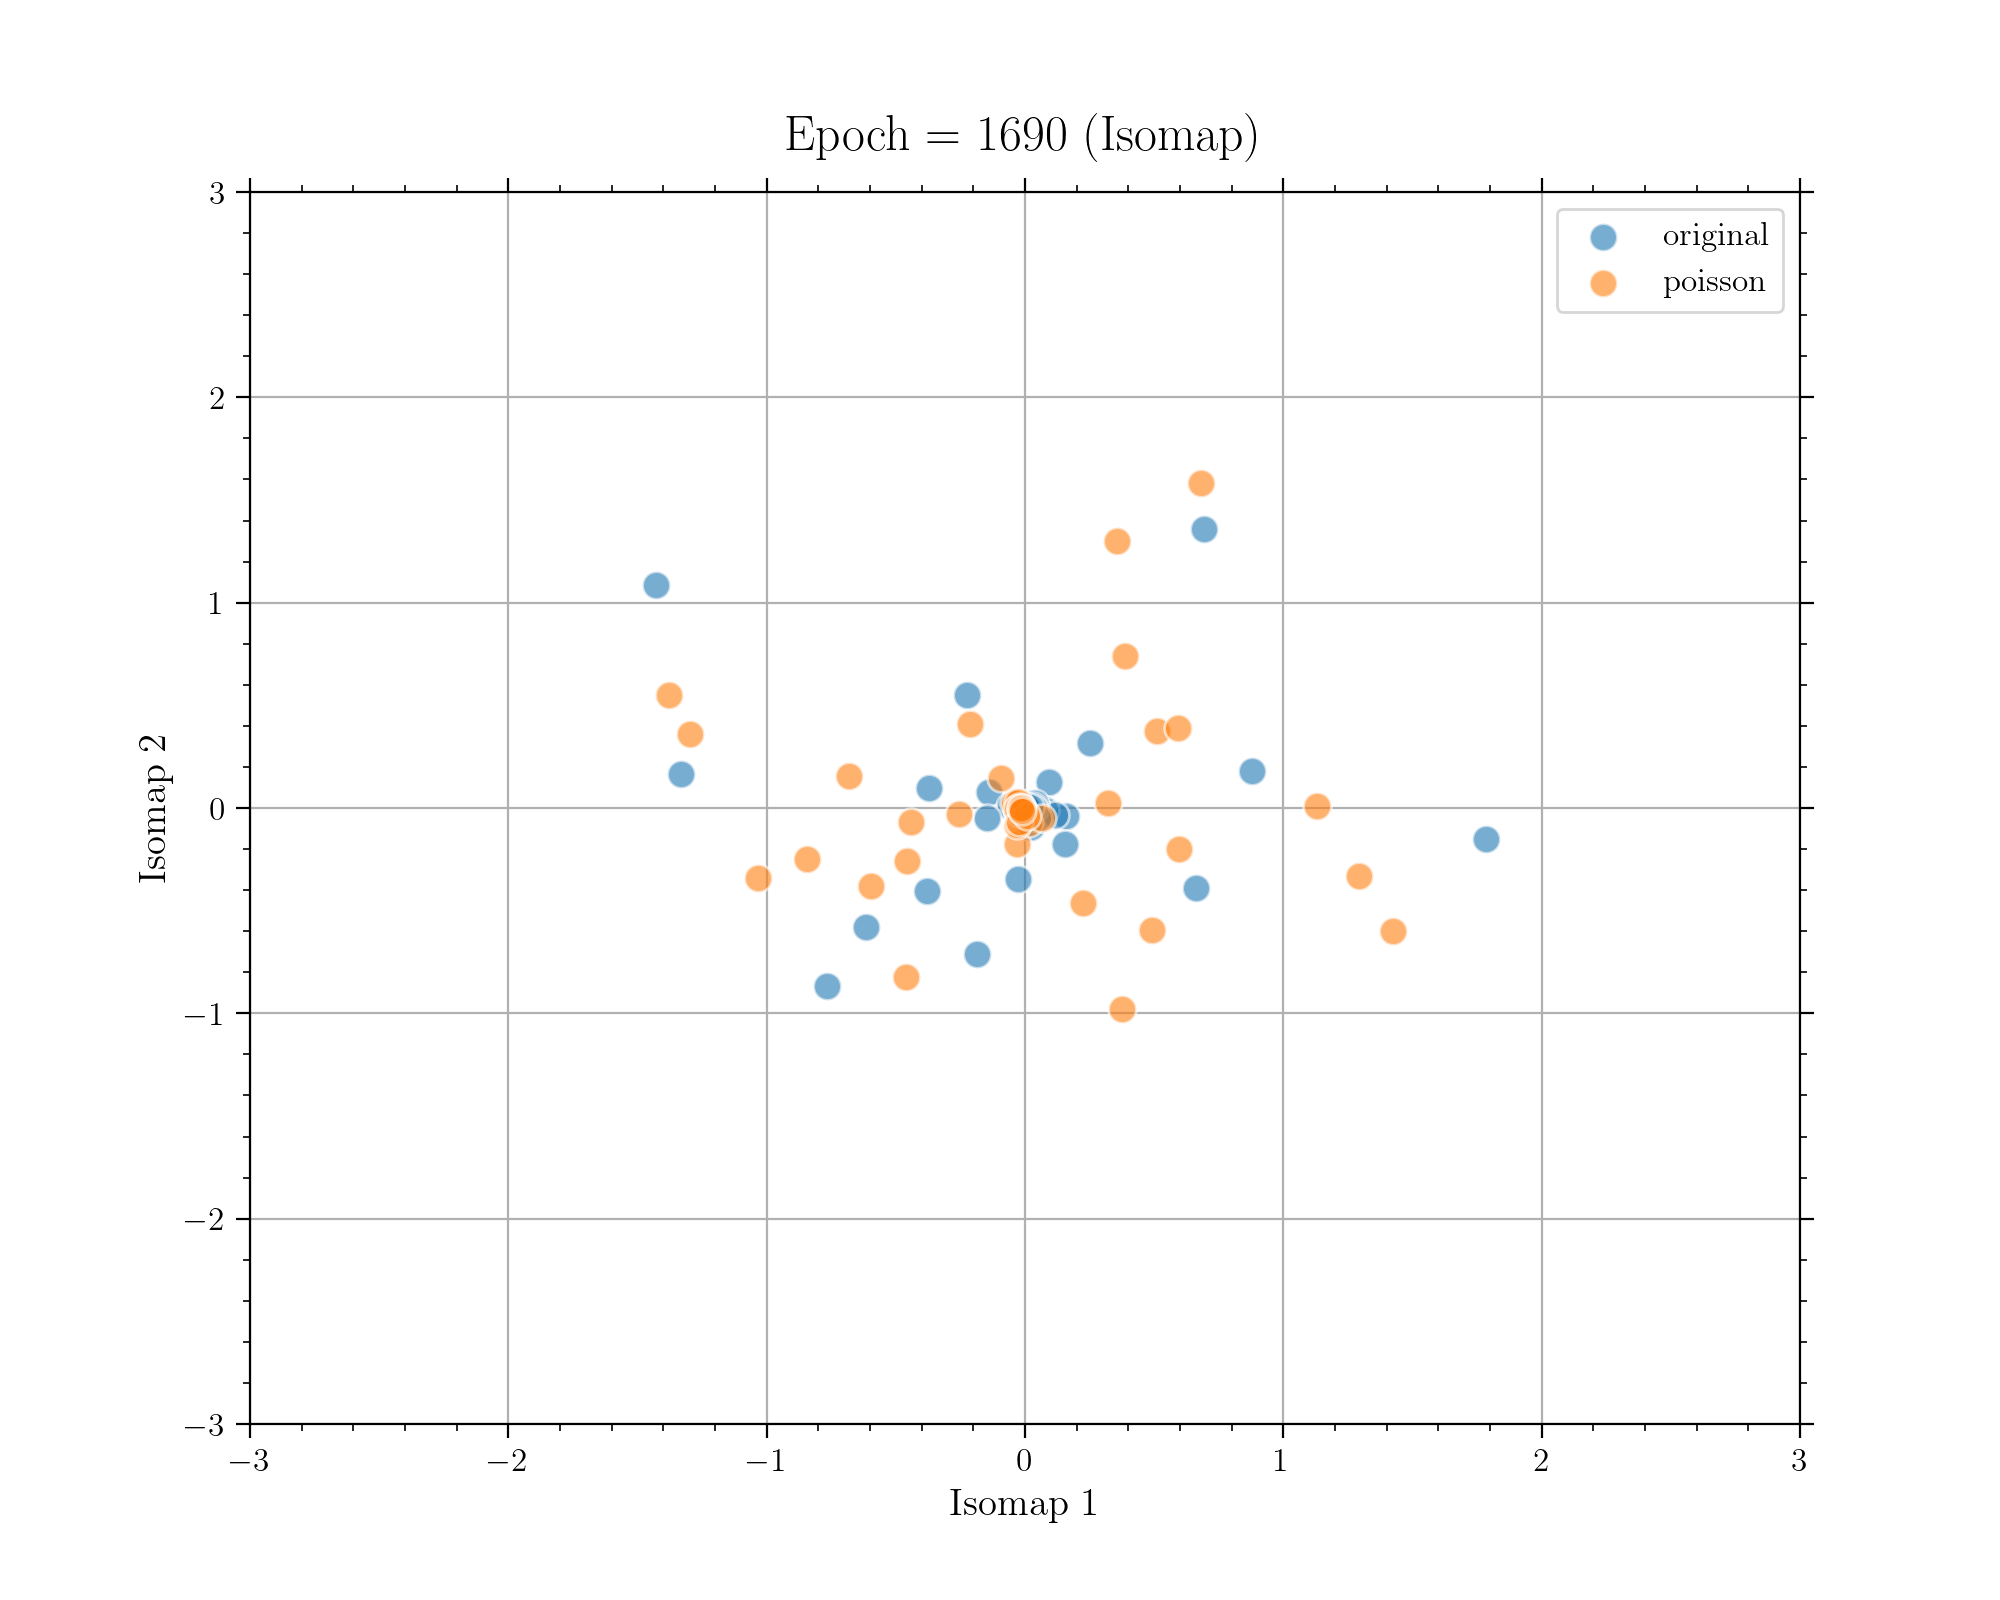 Epoch = 1690 (Isomap)
original
poisson
3
2
1
0
−1
−2
−3
Isomap 2
−3
−2
−1
0
1
2
3
Isomap 1